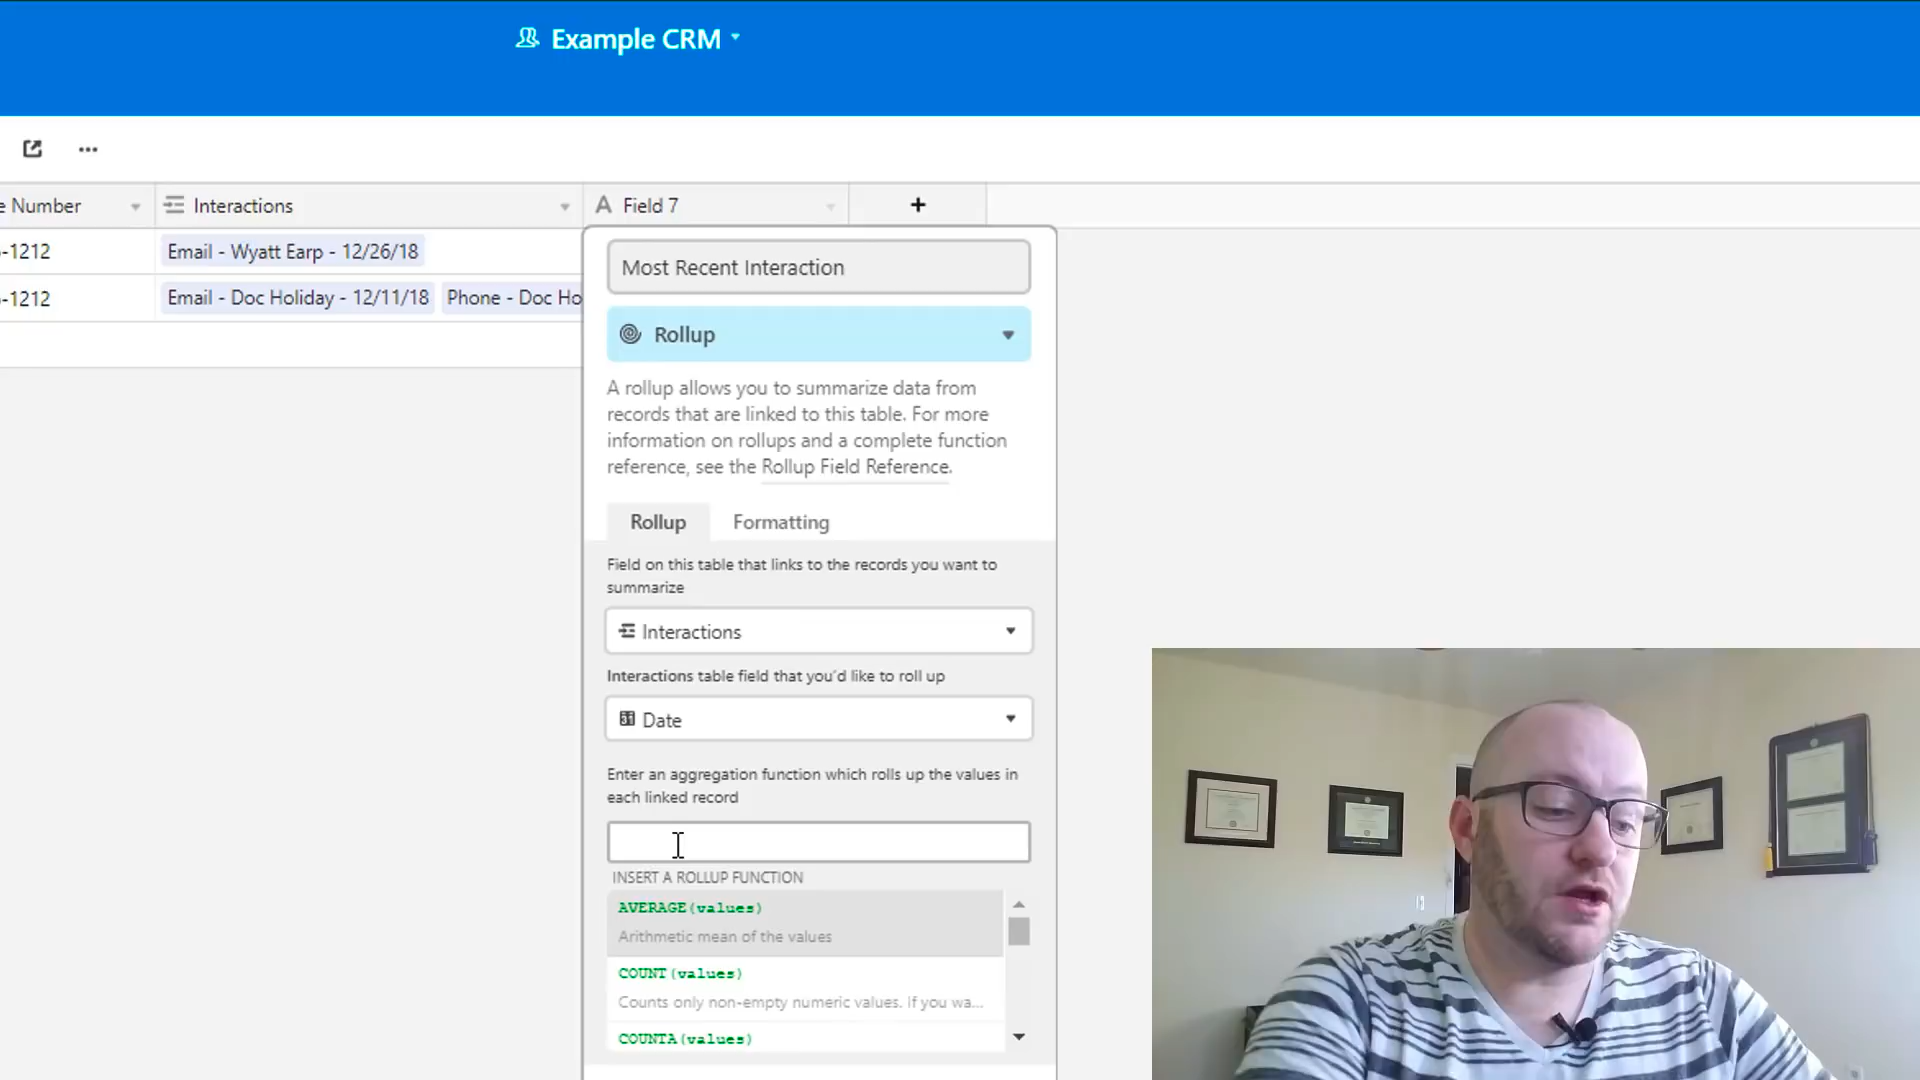 Example CRM
e Number
Interactions
Field 7
-1212
Email - Wyatt Earp - 12/26/18
-1212
Email - Doc Holiday - 12/11/18
Phone - Doc Ho
Most Recent Interaction
Rollup
A rollup allows you to summarize data from
records that are linked to this table. For more
information on rollups and a complete function
reference, see the Rollup Field Reference.
Rollup
Formatting
Field on this table that links to the records you want to
summarize
Interactions
Interactions table field that you'd like to roll up
Date
Enter an aggregation function which rolls up the values in
each linked record
INSERT A ROLLUP FUNCTION
AVERAGE(values)
Arithmetic mean of the values
COUNT(values)
Counts only non-empty numeric values. If you wa...
COUNTA(values)